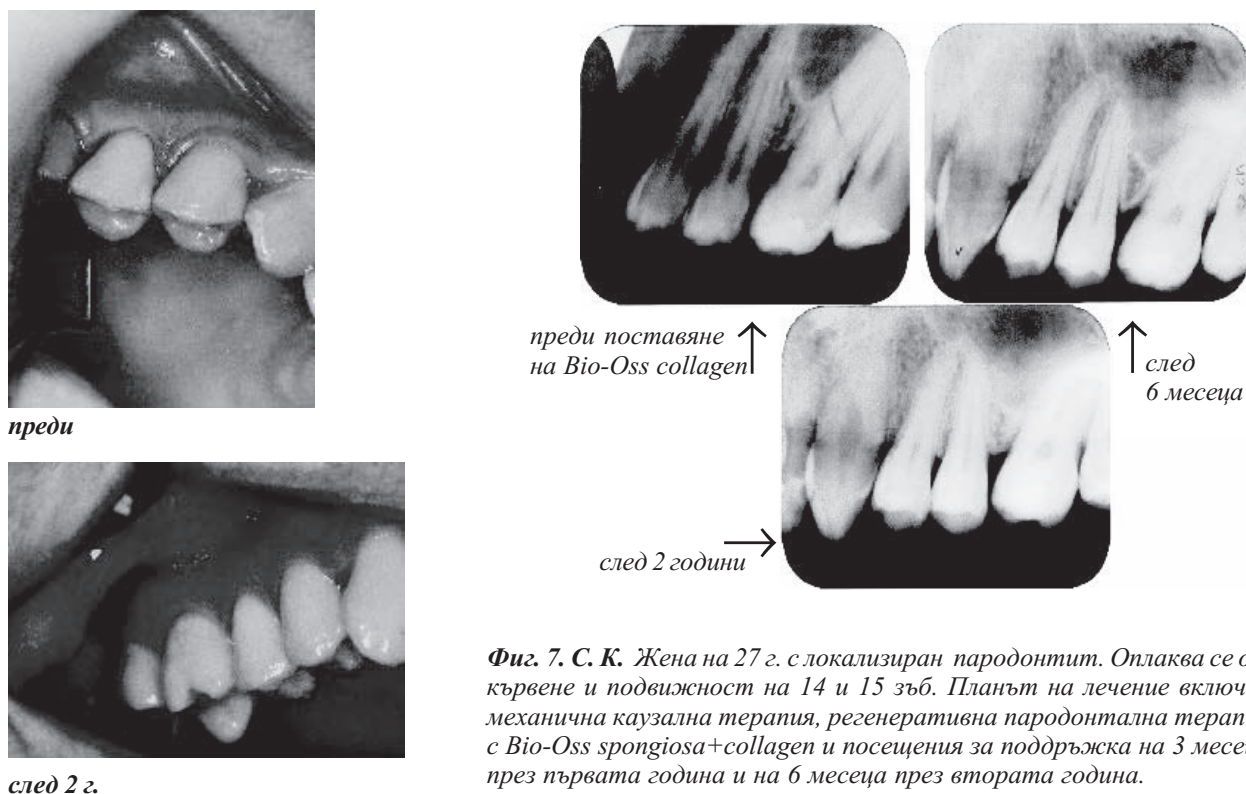 преди
след 2 г.
преди поставяне
на Bio-Oss collagen
след
6 месеца
след 2 години
Фиг. 7. С. К. Жена на 27 г. с локализиран пародонтит. Оплаква се о
кървене и подвижност на 14 и 15 зъб. Планът на лечение включ
механична каузална терапия, регенеративна пародонтална терап
с Bio-Oss spongiosa+collagen и посещения за поддръжка на 3 месе
през първата година и на 6 месеца през втората година.